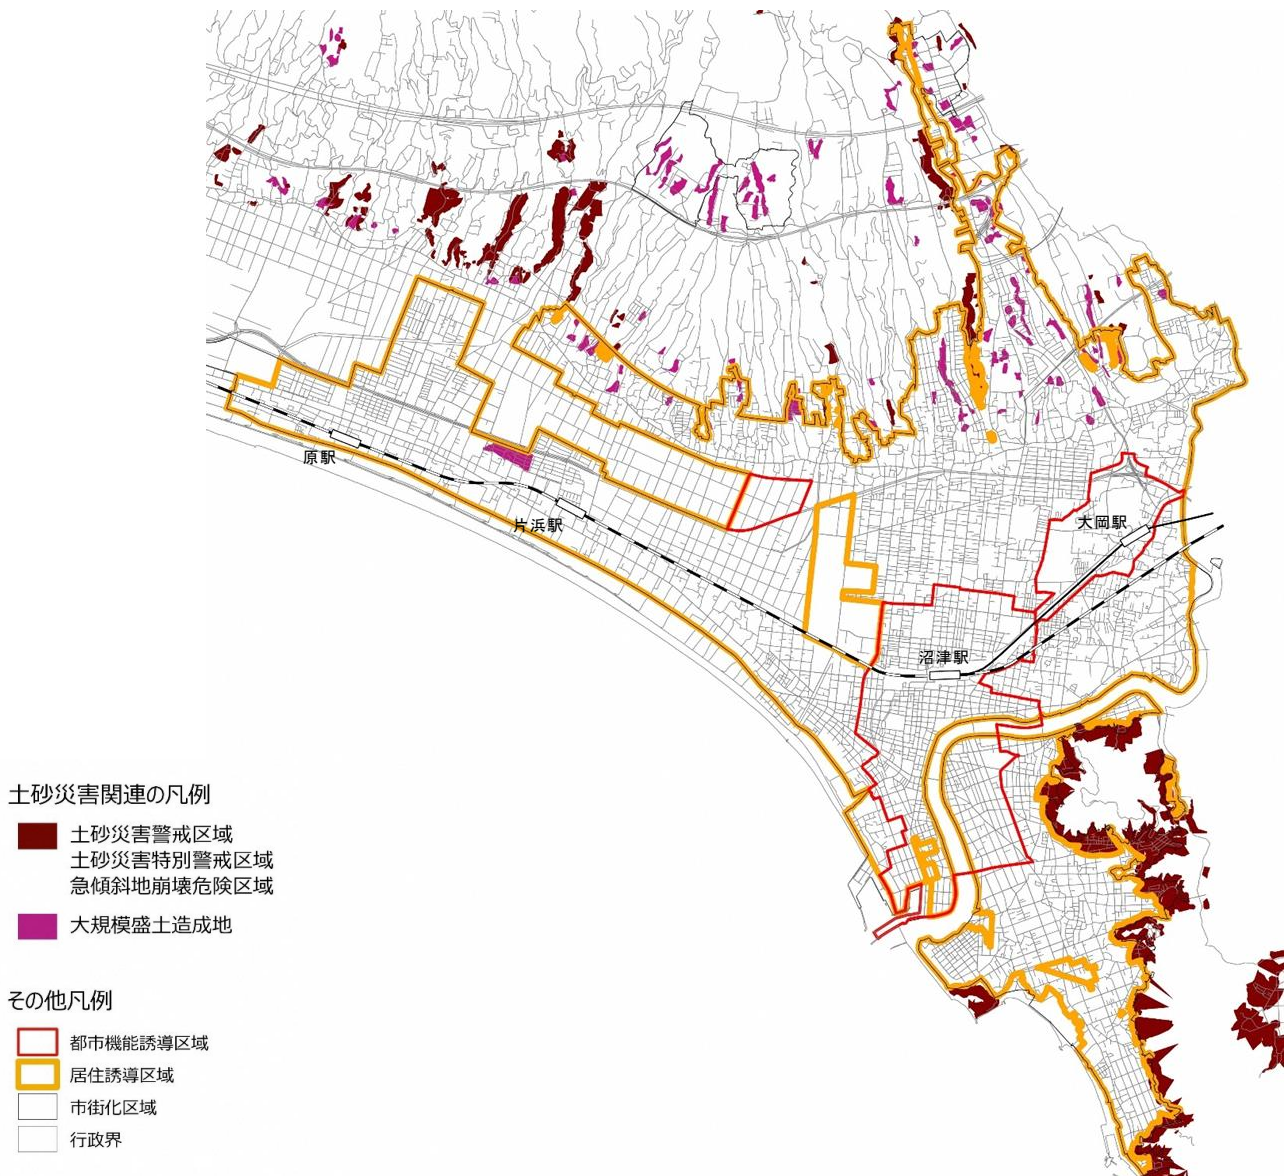 原駅
片浜駅
大岡駅
沼津駅
土砂災害関連の凡例
土砂災害警戒区域
土砂災害特別警戒区域
急傾斜地崩壊危険区域
大規模盛土造成地
その他凡例
都市機能誘導区域
居住誘導区域
市街化区域
行政界